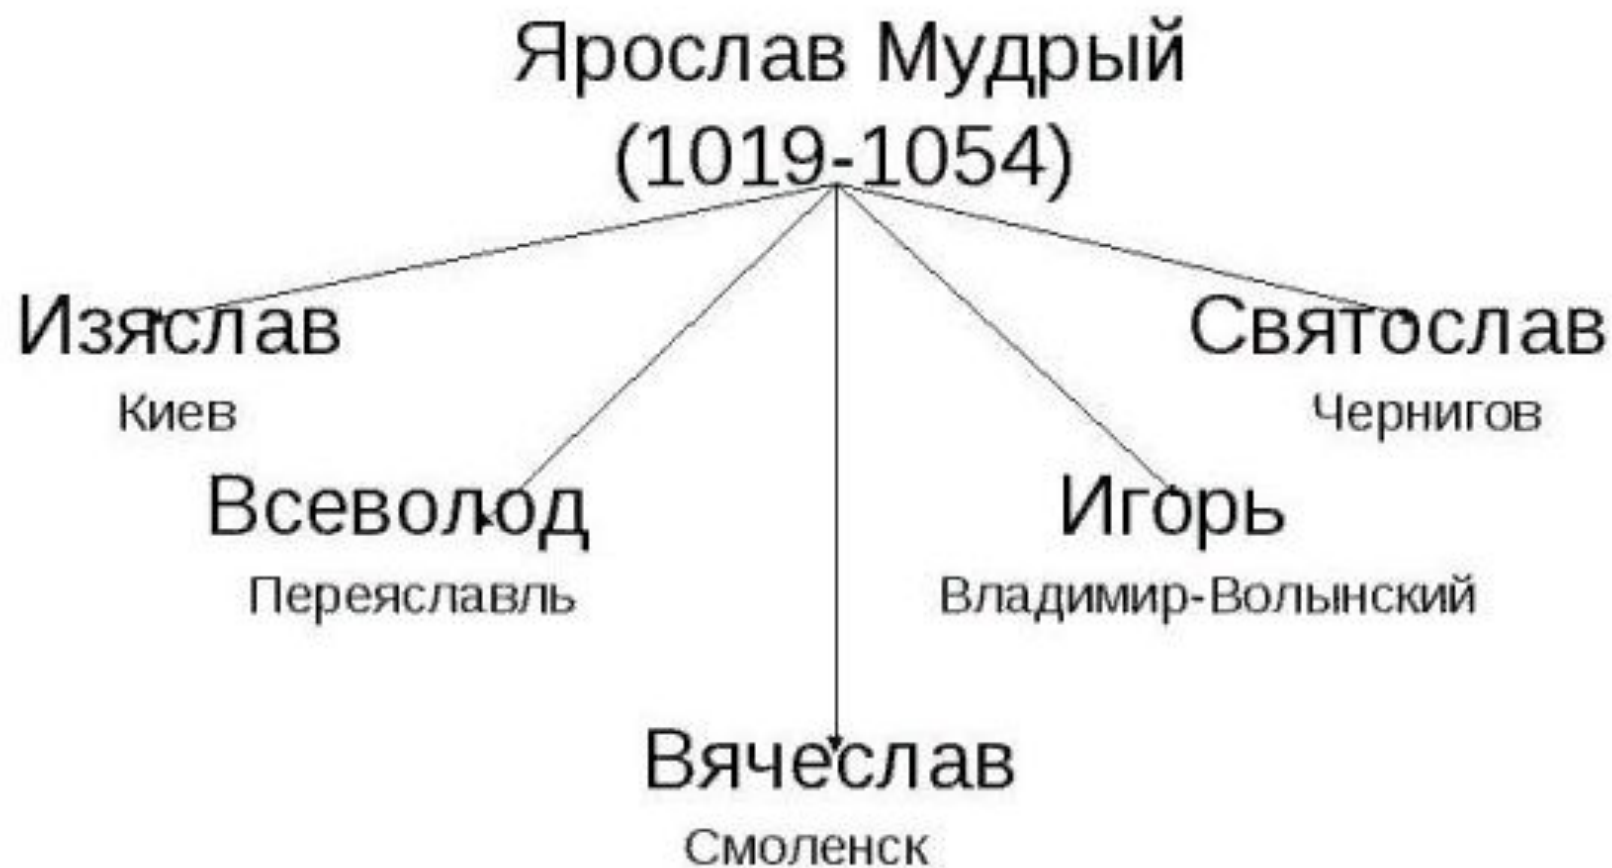 Ярослав Мудрый
(1019-1054)
Изяслав
Киев
Святослав
Чернигов
Всеволод
Переяславль
Игорь
Владимир-Волынский
Вячеслав
Смоленск